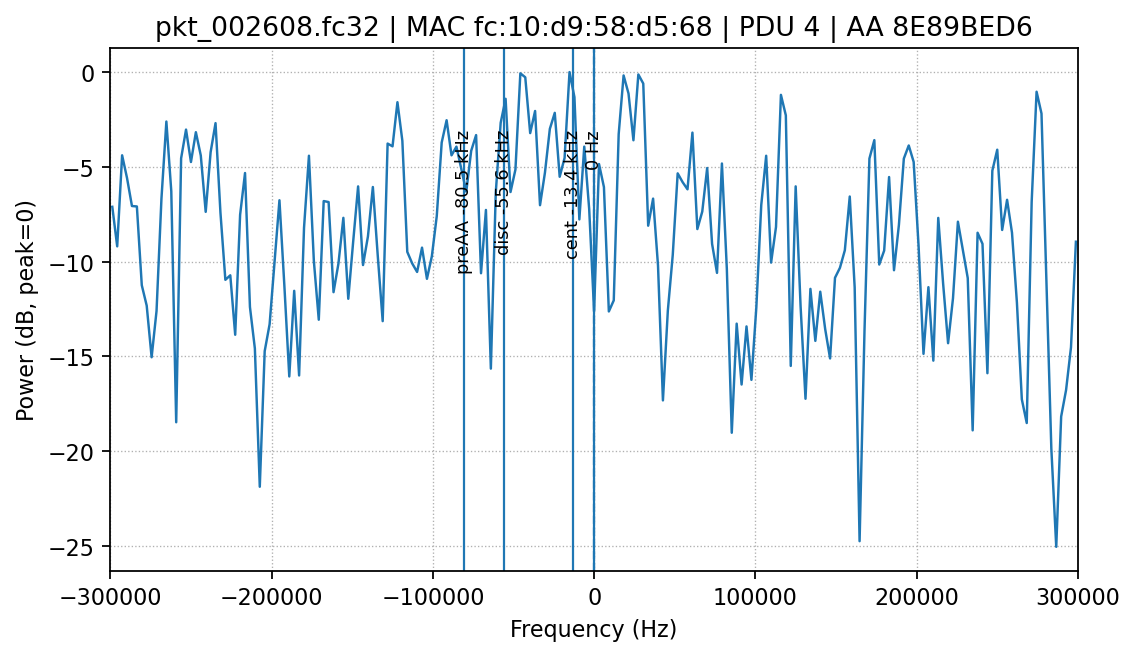 pkt_002608.fc32 | MAC fc:10:d9:58:d5:68 | PDU 4 | AA 8E89BED6
Power (dB, peak=0)
0
−5
−10
−15
−20
−25
preAA -80.5 kHz
disc -55.6 kHz
cent -13.4 kHz
0 Hz
−300000
−200000
−100000
0
100000
200000
300000
Frequency (Hz)